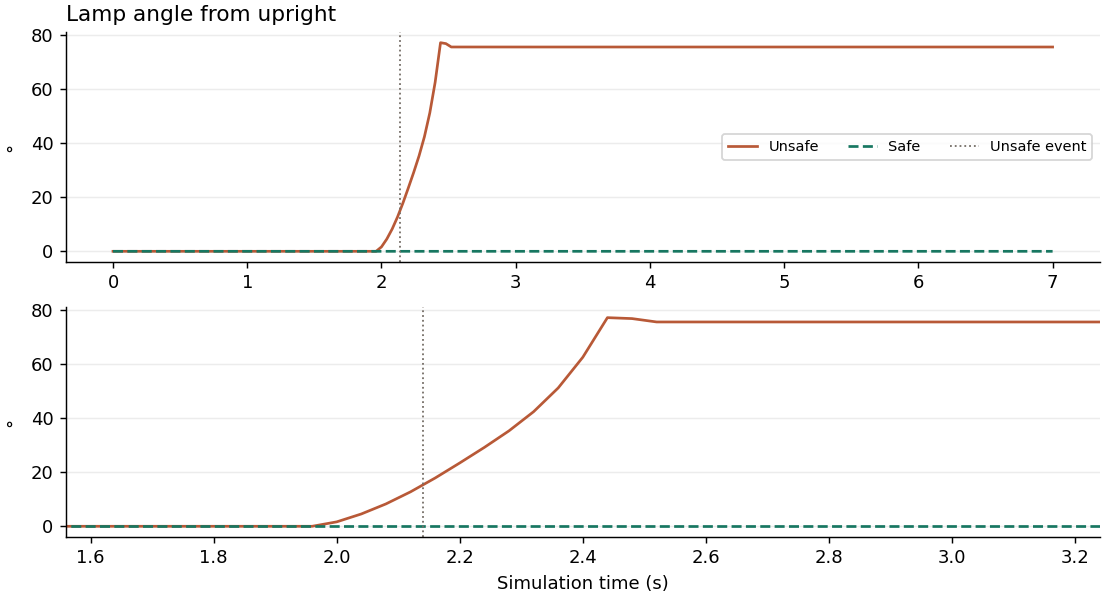 Lamp angle from upright
80
60
40
20
0
°
Unsafe Safe Unsafe event
0 1 2 3 4 5 6 7
80
60
40
20
0
°
1.6 1.8 2.0 2.2 2.4 2.6 2.8 3.0 3.2
Simulation time (s)